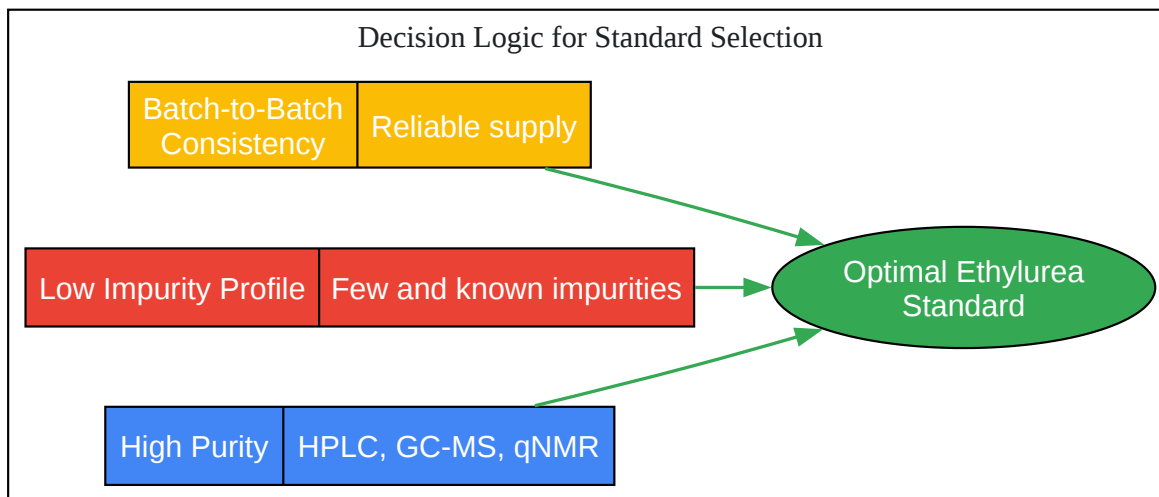 Decision Logic for Standard Selection
Batch-to-Batch
Consistency
Reliable supply
Low Impurity Profile
Few and known impurities
Optimal Ethylurea
Standard
High Purity
HPLC, GC-MS, qNMR